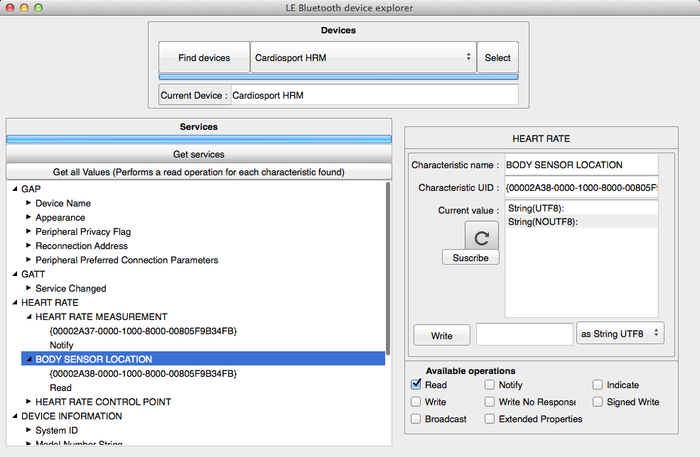 LE Bluetooth device explorer
Devices
Find devices
Cardiosport HRM
Select
Current Device :
Cardiosport HRM
Services
Get services
Get all Values (Performs a read operation for each characteristic found)
GAP
Device Name
Appearance
Peripheral Privacy Flag
Reconnection Address
Peripheral Preferred Connection Parameters
GATT
Service Changed
HEART RATE
HEART RATE MEASUREMENT
{00002A37-0000-1000-8000-00805F9B34FB}
Notify
BODY SENSOR LOCATION
{00002A38-0000-1000-8000-00805F9B34FB}
Read
HEART RATE CONTROL POINT
DEVICE INFORMATION
System ID
Model Number String
HEART RATE
Characteristic name :
BODY SENSOR LOCATION
Characteristic UID :
{00002A38-0000-1000-8000-00805F9
Current value :
String(UTF8):
String(NOUTF8):
Suscribe
Write
as String UTF8
Available operations
Read
Notify
Indicate
Write
Write No Response
Signed Write
Broadcast
Extended Properties